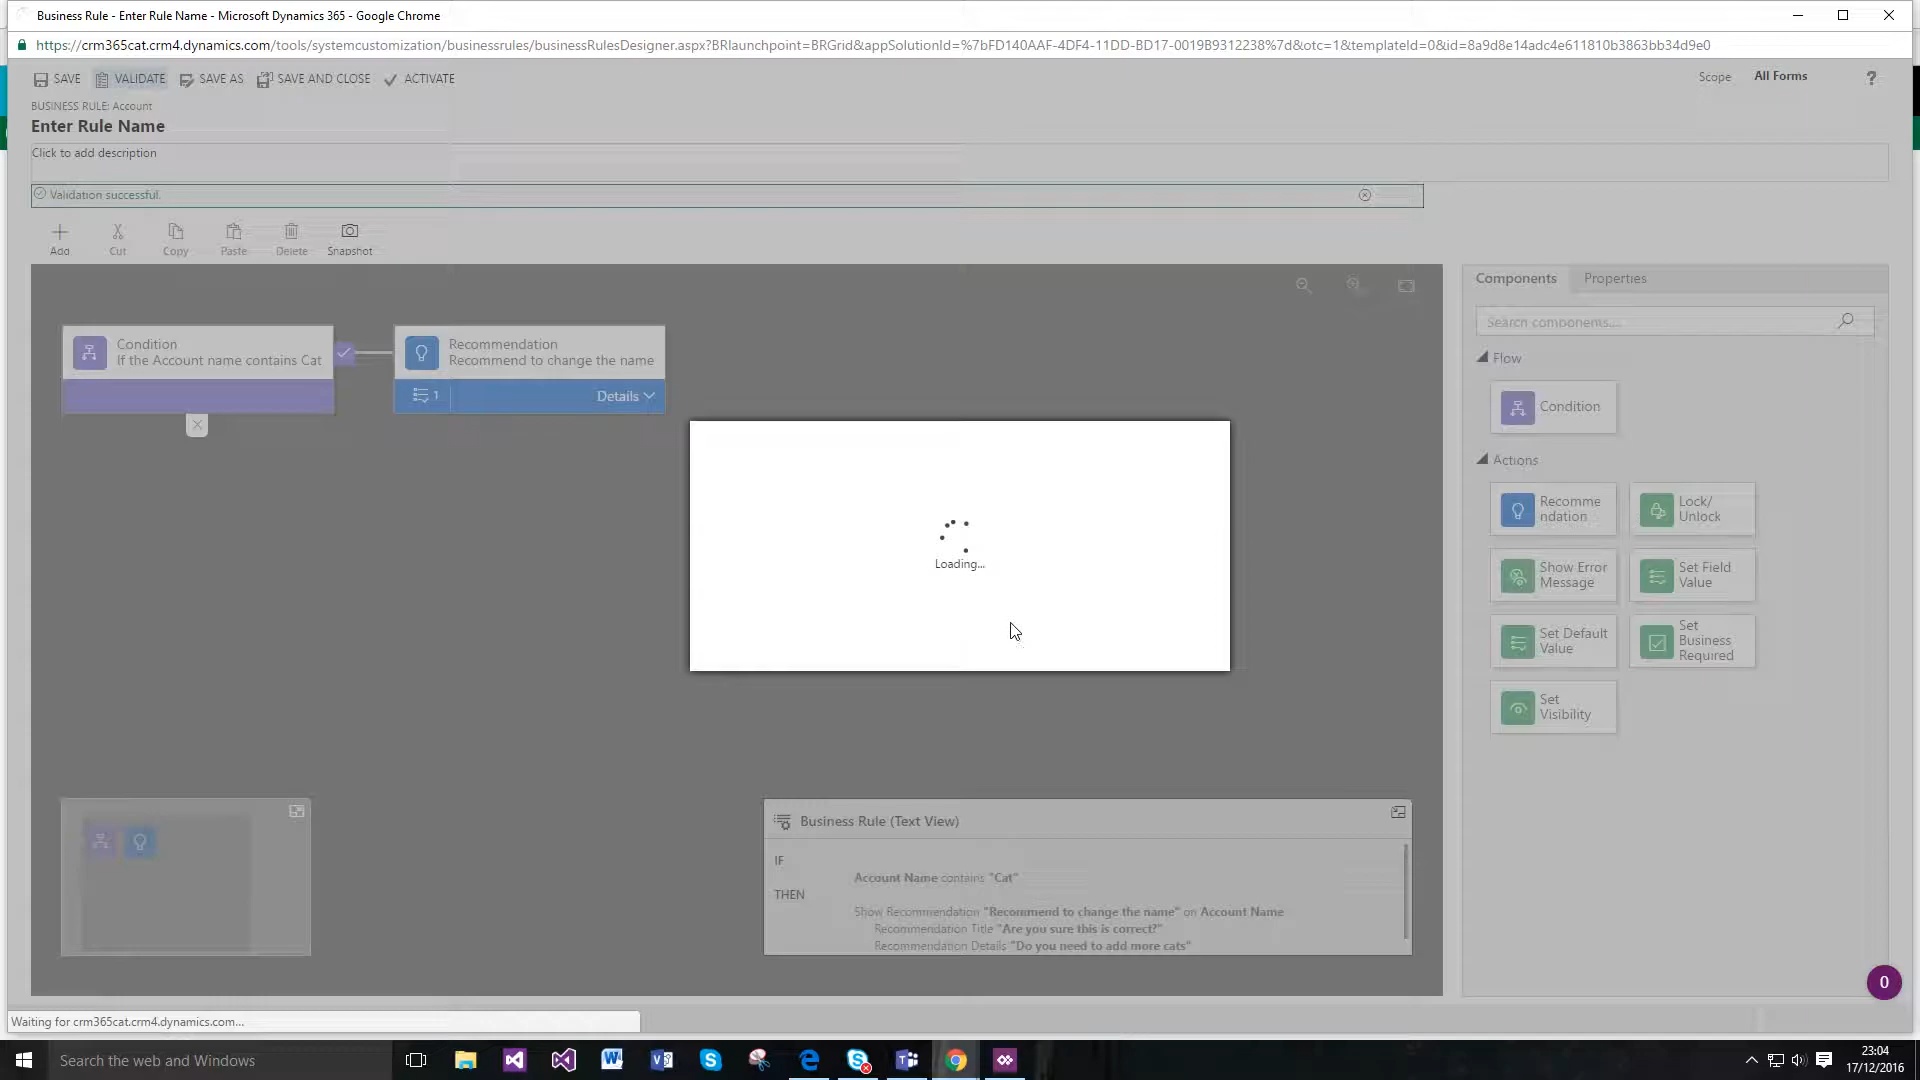 Business Rule - Enter Rule Name - Microsoft Dynamics 365 - Google Chrome
https://crm365cat.crm4.dynamics.com/tools/systemcustomization/businessrules/businessRulesDesigner.aspx?BRlaunchpoint=BRGrid&appSolutionId=%7bFD140AAF-4DF4-11DD-BD17-0019B9312238%7d&otc=1&templateId=0&id=8a9d8e14adc4e611810b3863bb34d9e0
SAVE VALIDATE SAVE AS SAVE AND CLOSE ACTIVATE Scope All Forms ?
BUSINESS RULE: Account
Enter Rule Name
Click to add description
Validation successful.
Add Cut Copy Paste Delete Snapshot
Components Properties
Search components....
Condition
If the Account name contains Cat
Recommendation
Recommend to change the name
1 Details
Flow
Condition
Actions
Recomme
ndation
Lock/
Unlock
Show Error
Message
Set Field
Value
Set Default
Value
Set
Business
Required
Set
Visibility
Loading...
Business Rule (Text View)
IF
Account Name contains "Cat"
THEN
Show Recommendation "Recommend to change the name" on Account Name
Recommendation Title "Are you sure this is correct?"
Recommendation Details "Do you need to add more cats"
0
Waiting for crm365cat.crm4.dynamics.com...
Search the web and Windows
23:04
17/12/2016